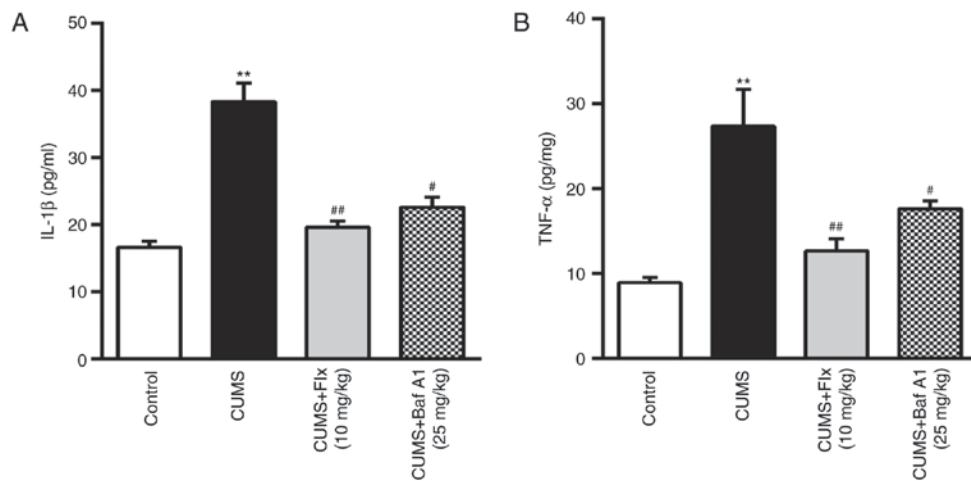 A
IL-1β (pg/ml)
50
40
30
20
10
0
**
##
#
Control
CUMS
CUMS+Flx
(10 mg/kg)
CUMS+Baf A1
(25 mg/kg)
B
TNF-α (pg/mg)
40
30
20
10
0
**
##
#
Control
CUMS
CUMS+Flx
(10 mg/kg)
CUMS+Baf A1
(25 mg/kg)